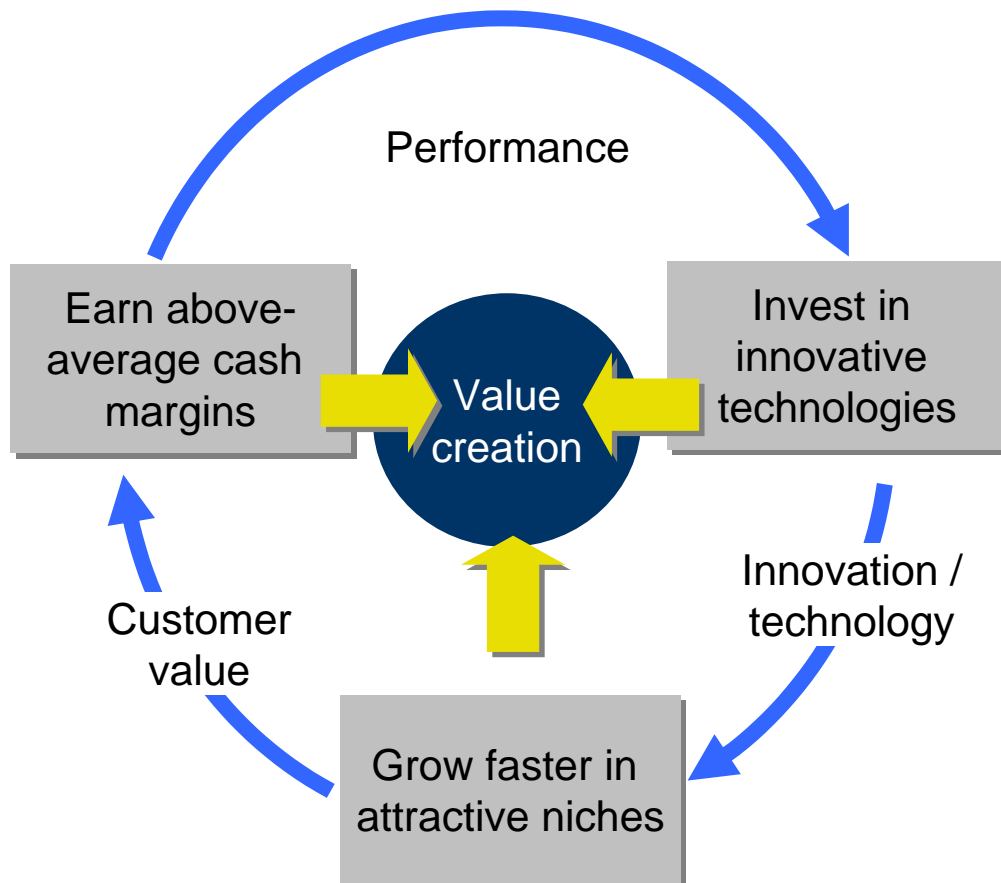 Performance
Earn above-
average cash
margins
Value
creation
Invest in
innovative
technologies
Customer
value
Innovation /
technology
Grow faster in
attractive niches